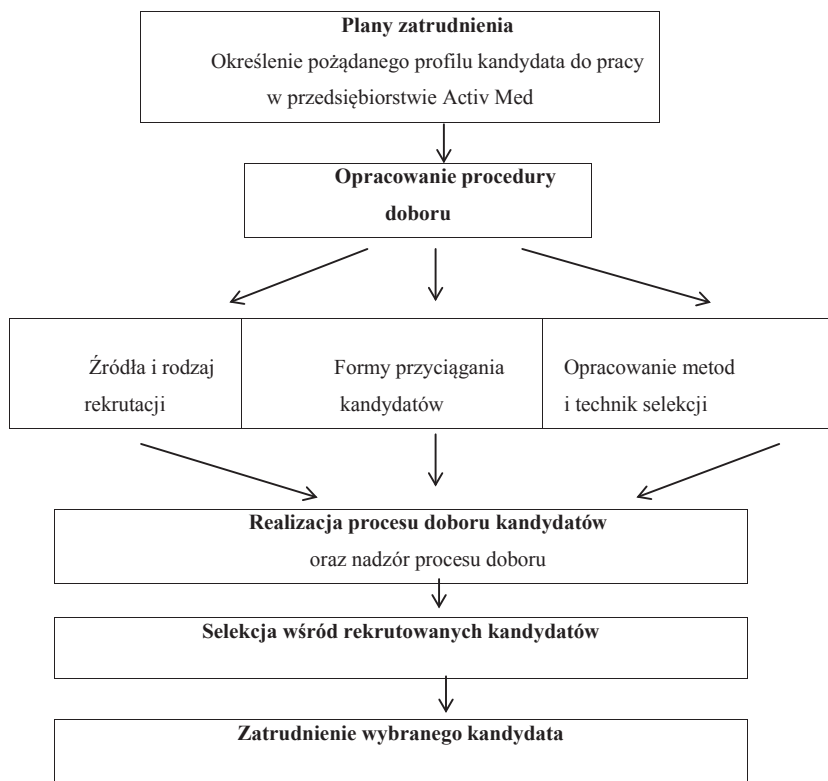 Plany zatrudnienia
Określenie pożądanego profilu kandydata do pracy
w przedsiębiorstwie Activ Med
Opracowanie procedury
doboru
Źródła i rodzaj
rekrutacji
Formy przyciągania
kandydatów
Opracowanie metod
i technik selekcji
Realizacja procesu doboru kandydatów
oraz nadzór procesu doboru
Selekcja wśród rekrutowanych kandydatów
Zatrudnienie wybranego kandydata